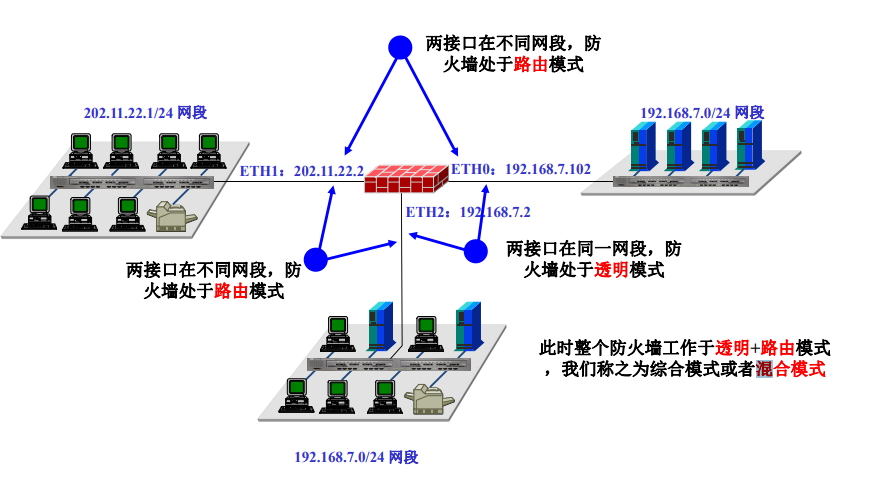 两接口在不同网段，防
火墙处于路由模式
202.11.22.1/24 网段
192.168.7.0/24 网段
ETH1：202.11.22.2
ETH0：192.168.7.102
ETH2：192.168.7.2
两接口在不同网段，防
火墙处于路由模式
两接口在同一网段，防
火墙处于透明模式
此时整个防火墙工作于透明+路由模式
，我们称之为综合模式或者混合模式
192.168.7.0/24 网段